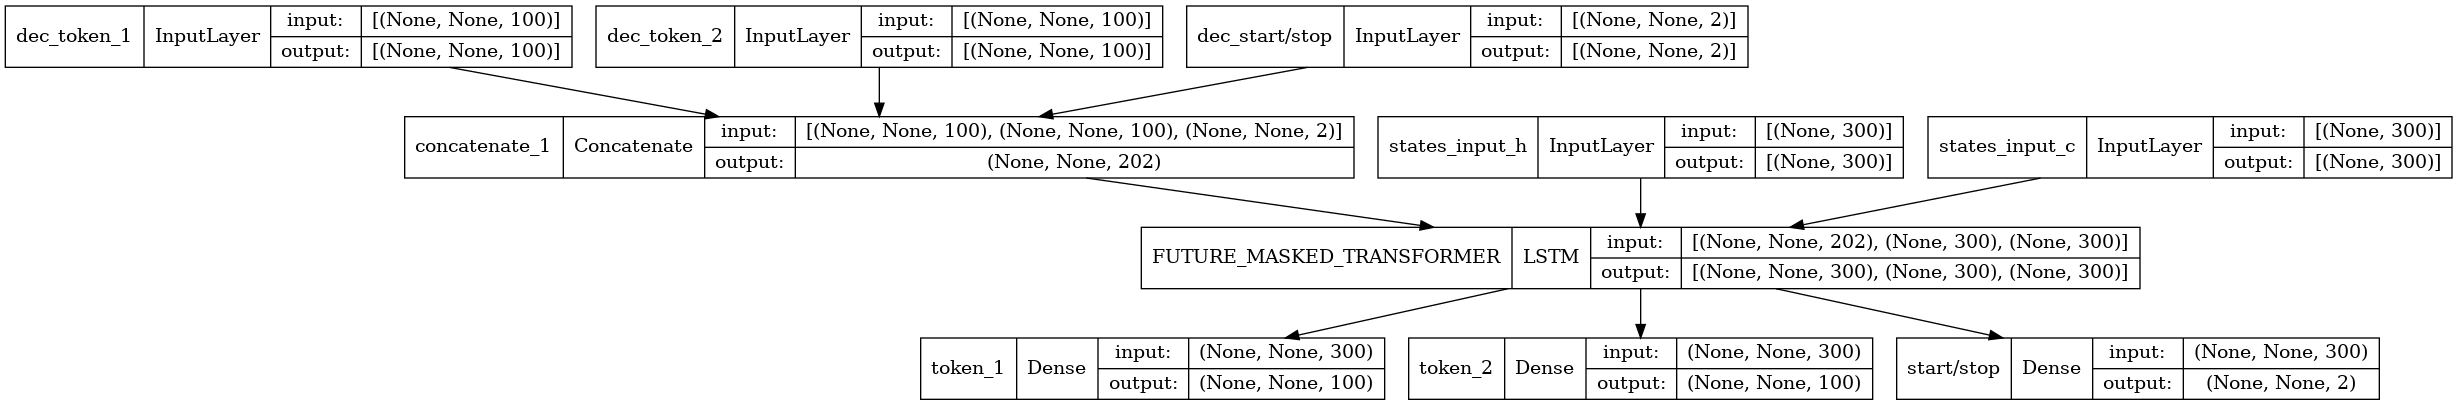 dec_token_1 InputLayer input: [(None, None, 100)]
output: [(None, None, 100)]
dec_token_2 InputLayer input: [(None, None, 100)]
output: [(None, None, 100)]
dec_start/stop InputLayer input: [(None, None, 2)]
output: [(None, None, 2)]
concatenate_1 Concatenate input: [(None, None, 100), (None, None, 100), (None, None, 2)]
output: (None, None, 202)
states_input_h InputLayer input: [(None, 300)]
output: [(None, 300)]
states_input_c InputLayer input: [(None, 300)]
output: [(None, 300)]
FUTURE_MASKED_TRANSFORMER LSTM input: [(None, None, 202), (None, 300), (None, 300)]
output: [(None, None, 300), (None, 300), (None, 300)]
token_1 Dense input: (None, None, 300)
output: (None, None, 100)
token_2 Dense input: (None, None, 300)
output: (None, None, 100)
start/stop Dense input: (None, None, 300)
output: (None, None, 2)